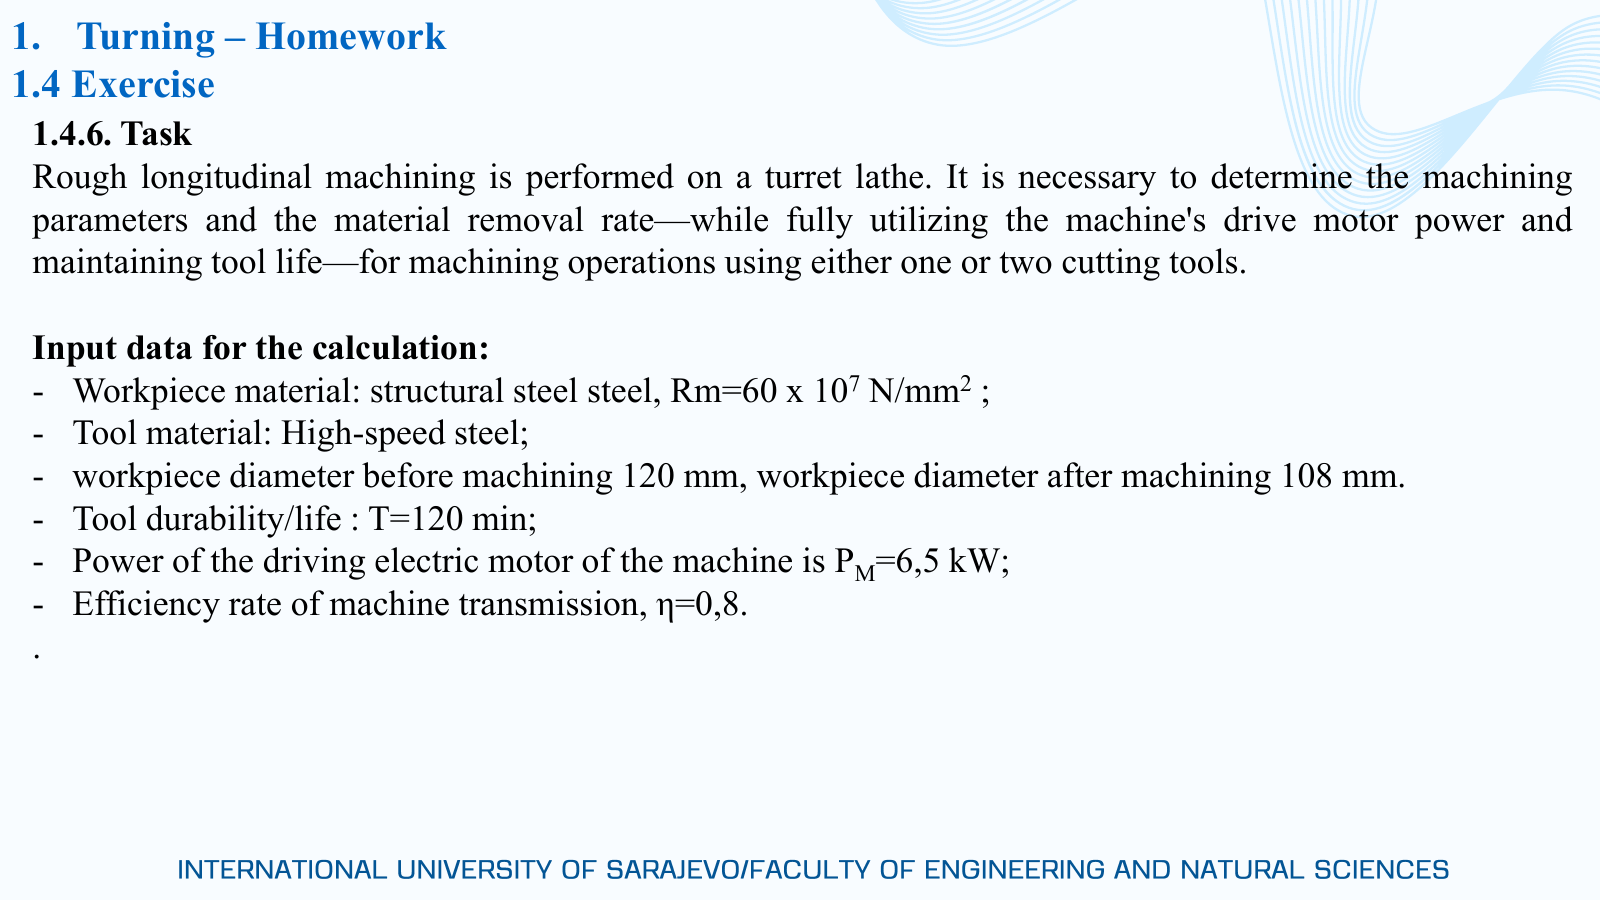 1. Turning – Homework
1.4 Exercise
1.4.6. Task
Rough longitudinal machining is performed on a turret lathe. It is necessary to determine the machining
parameters and the material removal rate—while fully utilizing the machine's drive motor power and
maintaining tool life—for machining operations using either one or two cutting tools.
Input data for the calculation:
- Workpiece material: structural steel steel, Rm=60 x 10⁷ N/mm² ;
- Tool material: High-speed steel;
- workpiece diameter before machining 120 mm, workpiece diameter after machining 108 mm.
- Tool durability/life : T=120 min;
- Power of the driving electric motor of the machine is P_M=6,5 kW;
- Efficiency rate of machine transmission, η=0,8.
.
INTERNATIONAL UNIVERSITY OF SARAJEVO/FACULTY OF ENGINEERING AND NATURAL SCIENCES